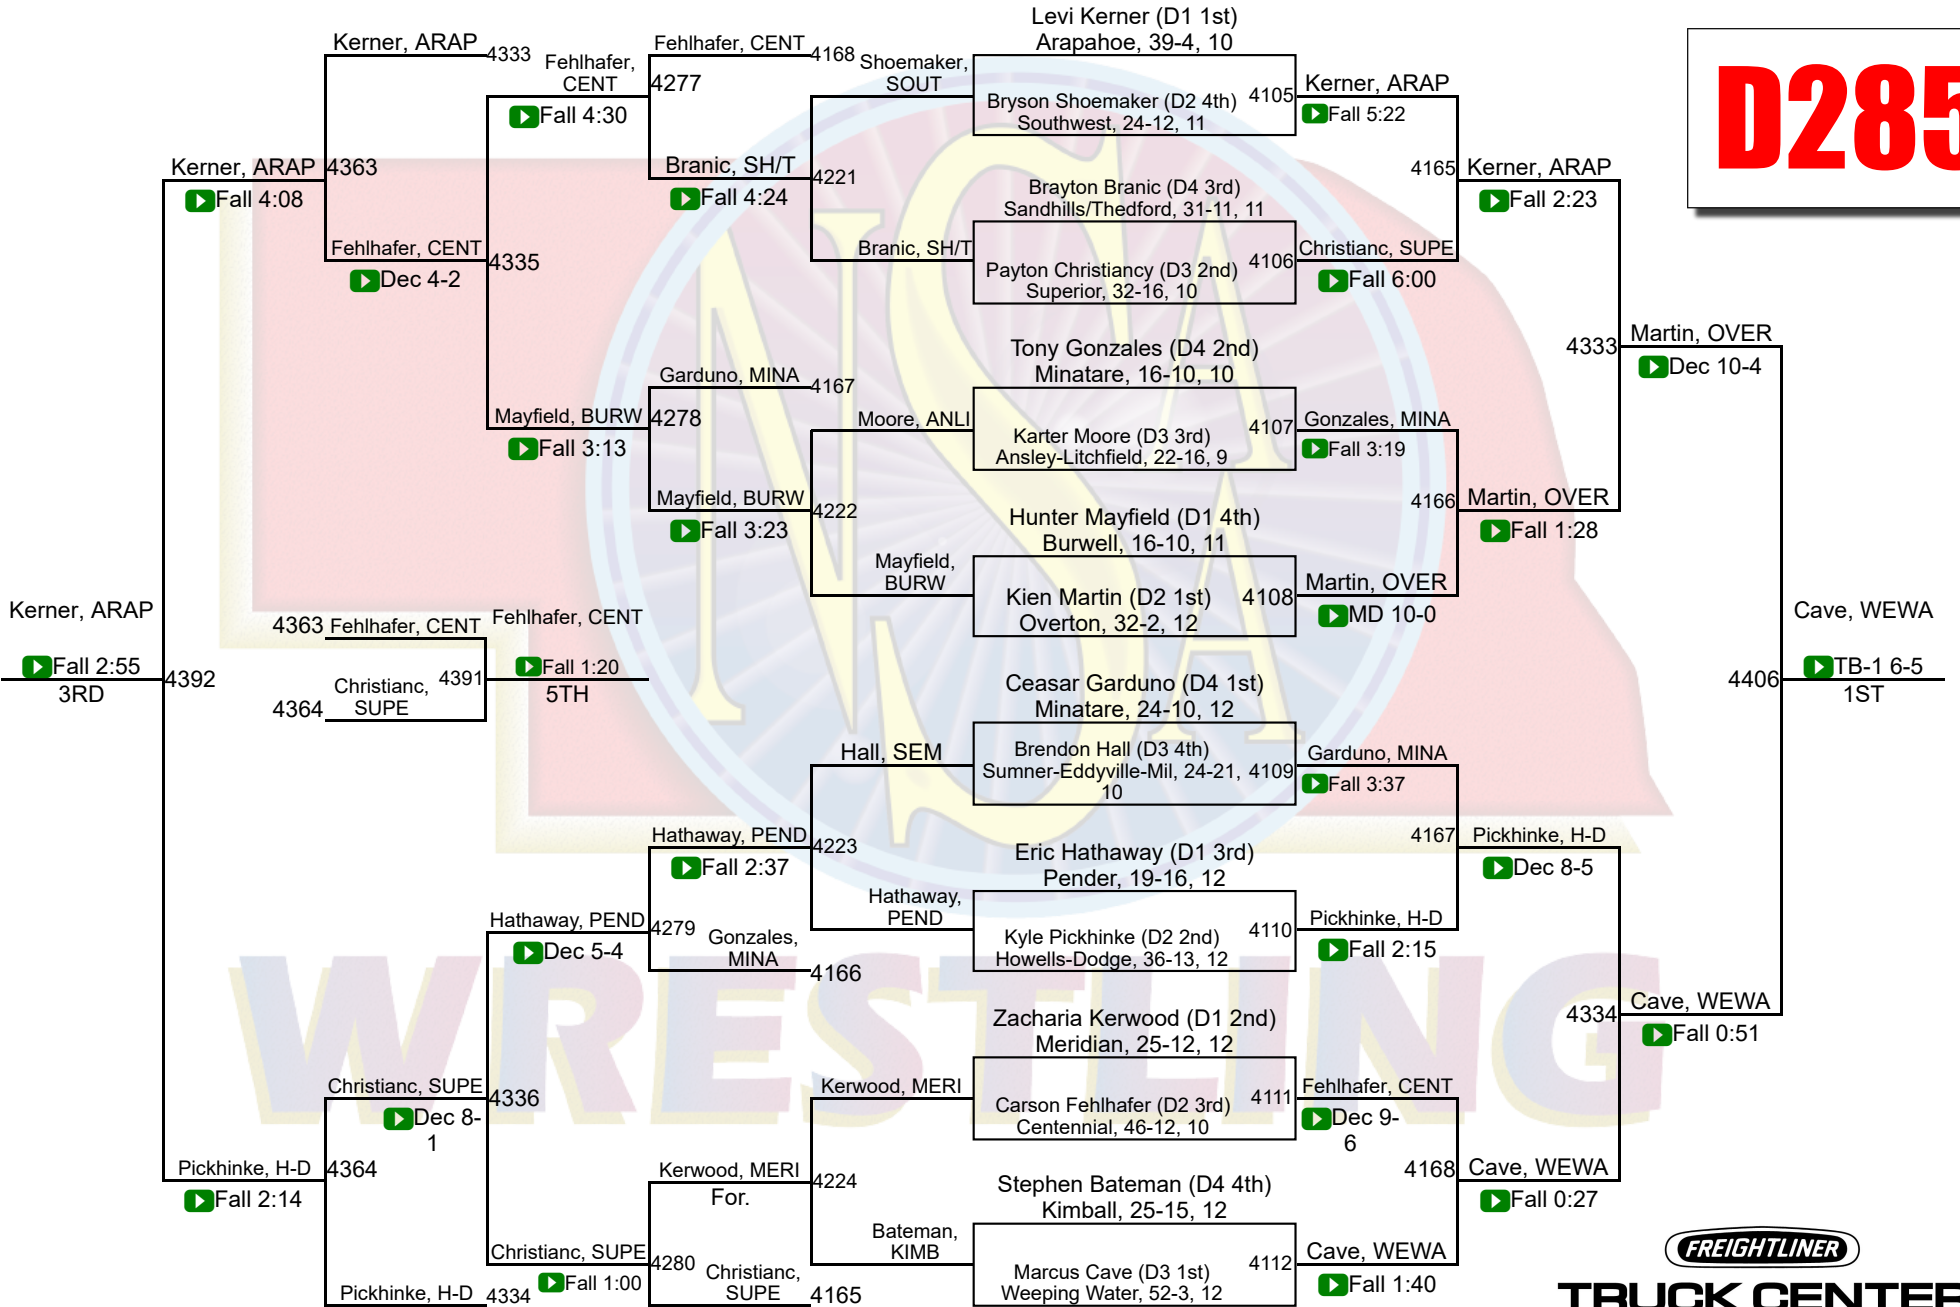 D285
Kerner, ARAP
4333
Fehlhafer,
CENT
Fall 4:30
Fehlhafer, CENT
4168
4277
Shoemaker,
SOUT
Levi Kerner (D1 1st)
Arapahoe, 39-4, 10
Bryson Shoemaker (D2 4th)
Southwest, 24-12, 11
4105
Kerner, ARAP
Fall 5:22
Kerner, ARAP
Fall 4:08
4363
Branic, SH/T
Fall 4:24
4221
Brayton Branic (D4 3rd)
Sandhills/Thedford, 31-11, 11
4165
Kerner, ARAP
Fall 2:23
Fehlhafer, CENT
Dec 4-2
4335
Branic, SH/T
Payton Christiancy (D3 2nd)
Superior, 32-16, 10
4106
Christianc, SUPE
Fall 6:00
Tony Gonzales (D4 2nd)
Minatare, 16-10, 10
4333
Martin, OVER
Dec 10-4
Garduno, MINA
4167
Mayfield, BURW
Fall 3:13
4278
Moore, ANLI
Karter Moore (D3 3rd)
Ansley-Litchfield, 22-16, 9
4107
Gonzales, MINA
Fall 3:19
Mayfield, BURW
Fall 3:23
4222
Hunter Mayfield (D1 4th)
Burwell, 16-10, 11
4166
Martin, OVER
Fall 1:28
Mayfield,
BURW
Kien Martin (D2 1st)
Overton, 32-2, 12
4108
Martin, OVER
MD 10-0
Kerner, ARAP
Fall 2:55
3RD
4392
4363
Fehlhafer, CENT
Christianc,
SUPE
4364
4391
Fehlhafer, CENT
Fall 1:20
5TH
Cave, WEWA
4406
TB-1 6-5
1ST
Ceasar Garduno (D4 1st)
Minatare, 24-10, 12
Hall, SEM
Brendon Hall (D3 4th)
Sumner-Eddyville-Mil, 24-21,
10
4109
Garduno, MINA
Fall 3:37
Hathaway, PEND
Fall 2:37
4223
Eric Hathaway (D1 3rd)
Pender, 19-16, 12
4167
Pickhinke, H-D
Dec 8-5
Hathaway, PEND
Dec 5-4
4279
Gonzales,
MINA
4166
Hathaway,
PEND
Kyle Pickhinke (D2 2nd)
Howells-Dodge, 36-13, 12
4110
Pickhinke, H-D
Fall 2:15
Zacharia Kerwood (D1 2nd)
Meridian, 25-12, 12
4334
Cave, WEWA
Fall 0:51
Christianc, SUPE
Dec 8-
1
4336
Kerwood, MERI
Carson Fehlhafer (D2 3rd)
Centennial, 46-12, 10
4111
Fehlhafer, CENT
Dec 9-
6
Pickhinke, H-D
Fall 2:14
4364
Kerwood, MERI
For.
4224
Stephen Bateman (D4 4th)
Kimball, 25-15, 12
4168
Cave, WEWA
Fall 0:27
Christianc, SUPE
Fall 1:00
4280
Christianc,
SUPE
4165
Bateman,
KIMB
Marcus Cave (D3 1st)
Weeping Water, 52-3, 12
4112
Cave, WEWA
Fall 1:40
Pickhinke, H-D
4334
NSAA
WRESTLING
FREIGHTLINER
TRUCK CENTER